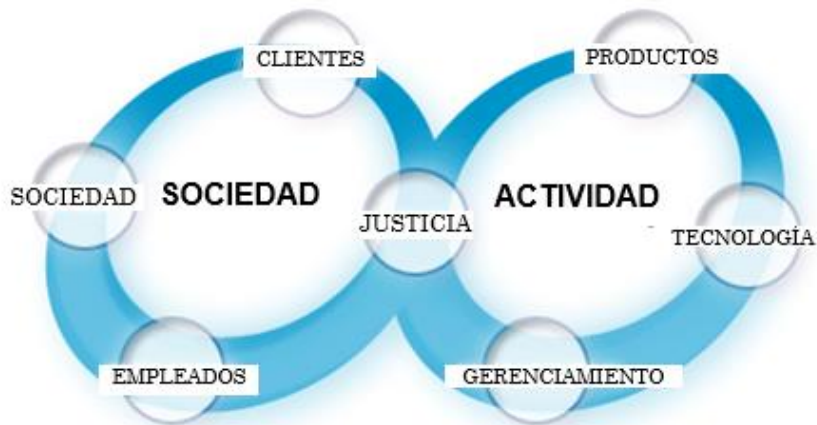 CLIENTES
PRODUCTOS
SOCIEDAD
SOCIEDAD
ACTIVIDAD
JUSTICIA
TECNOLOGÍA
EMPLEADOS
GERENCIAMIENTO